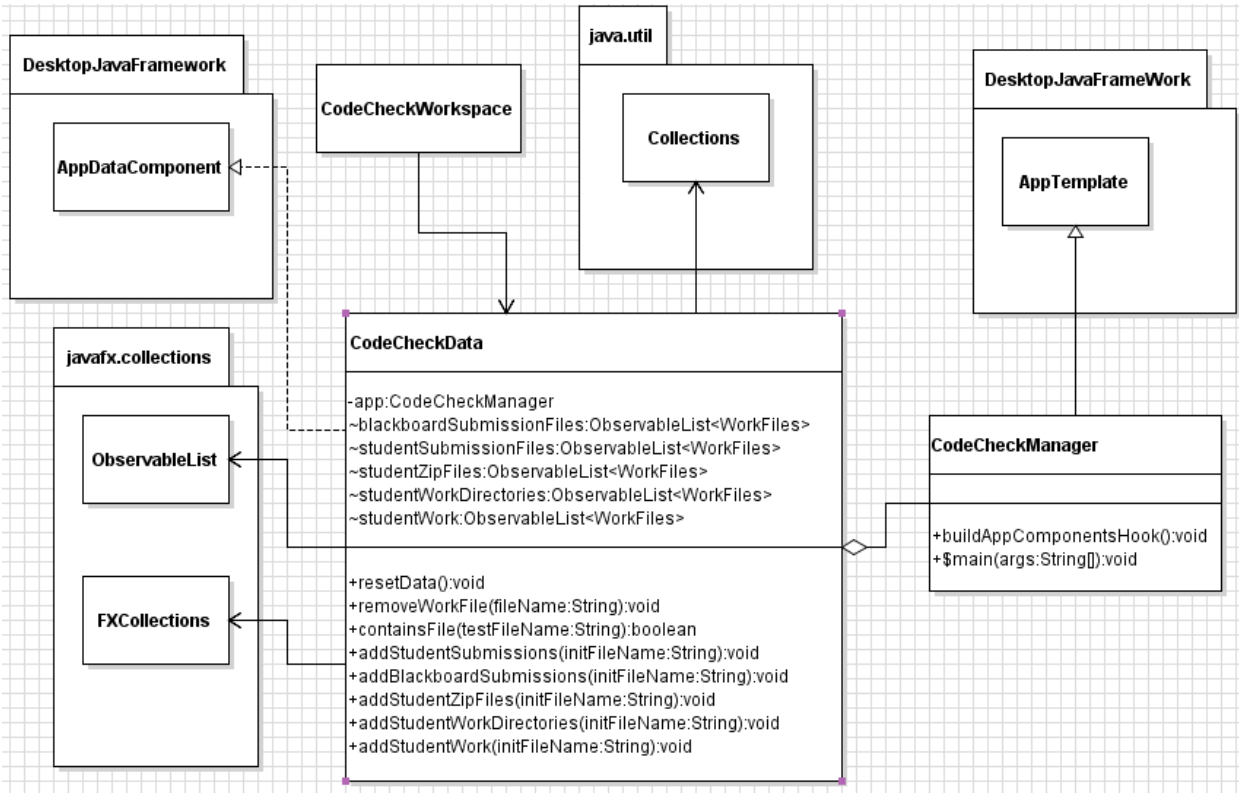 DesktopJavaFramework
AppDataComponent
CodeCheckWorkspace
java.util
Collections
DesktopJavaFrameWork
AppTemplate
javafx.collections
ObservableList
FXCollections
CodeCheckData
-app:CodeCheckManager
~blackboardSubmissionFiles:ObservableList<WorkFiles>
~studentSubmissionFiles:ObservableList<WorkFiles>
~studentZipFiles:ObservableList<WorkFiles>
~studentWorkDirectories:ObservableList<WorkFiles>
~studentWork:ObservableList<WorkFiles>
+resetData():void
+removeWorkFile(fileName:String):void
+containsFile(testFileName:String):boolean
+addStudentSubmissions(initFileName:String):void
+addBlackboardSubmissions(initFileName:String):void
+addStudentZipFiles(initFileName:String):void
+addStudentWorkDirectories(initFileName:String):void
+addStudentWork(initFileName:String):void
CodeCheckManager
+buildAppComponentsHook():void
+$main(args:String[]):void